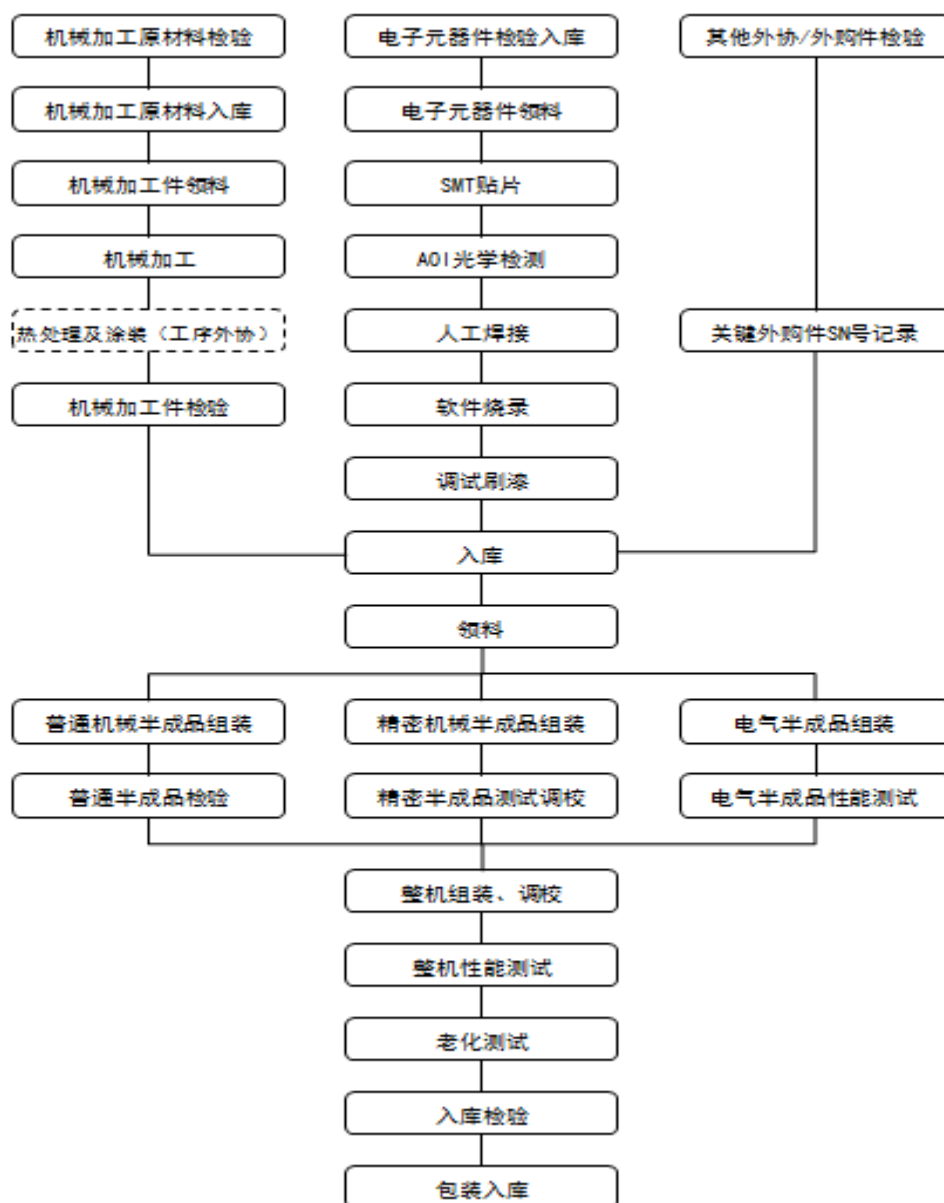 机械加工原材料检验
电子元器件检验入库
其他外协/外购件检验
机械加工原材料入库
电子元器件领料
机械加工件领料
SMT贴片
机械加工
AOI光学检测
热处理及涂装（工序外协）
人工焊接
关键外购件SN号记录
机械加工件检验
软件烧录
调试刷漆
入库
领料
普通机械半成品组装
精密机械半成品组装
电气半成品组装
普通半成品检验
精密半成品测试调校
电气半成品性能测试
整机组装、调校
整机性能测试
老化测试
入库检验
包装入库